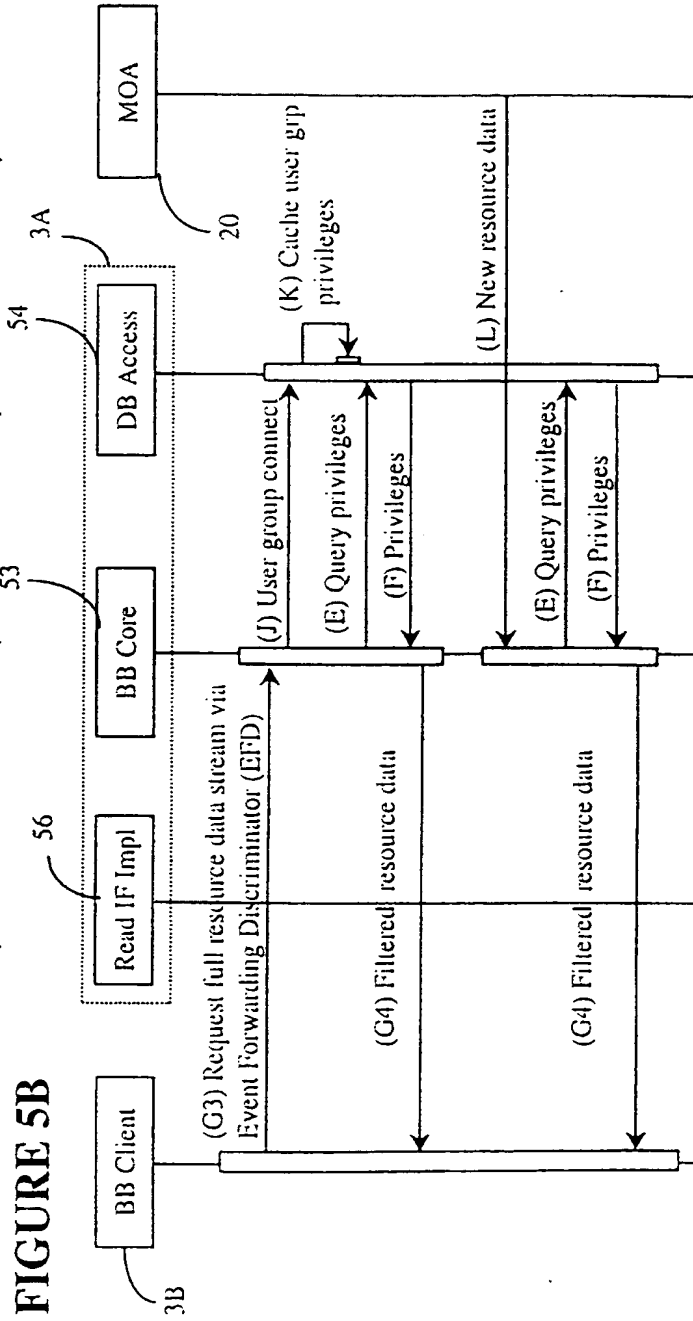 FIGURE 5B
3B
BB Client
56
Read IF Impl
53
BB Core
54
DB Access
3A
20
MOA
(G3) Request full resource data stream via
Event Forwarding Discriminator (EFD)
(J) User group connect
(K) Cache user grp
privileges
(E) Query privileges
(F) Privileges
(G4) Filtered resource data
(L) New resource data
(E) Query privileges
(F) Privileges
(G4) Filtered resource data